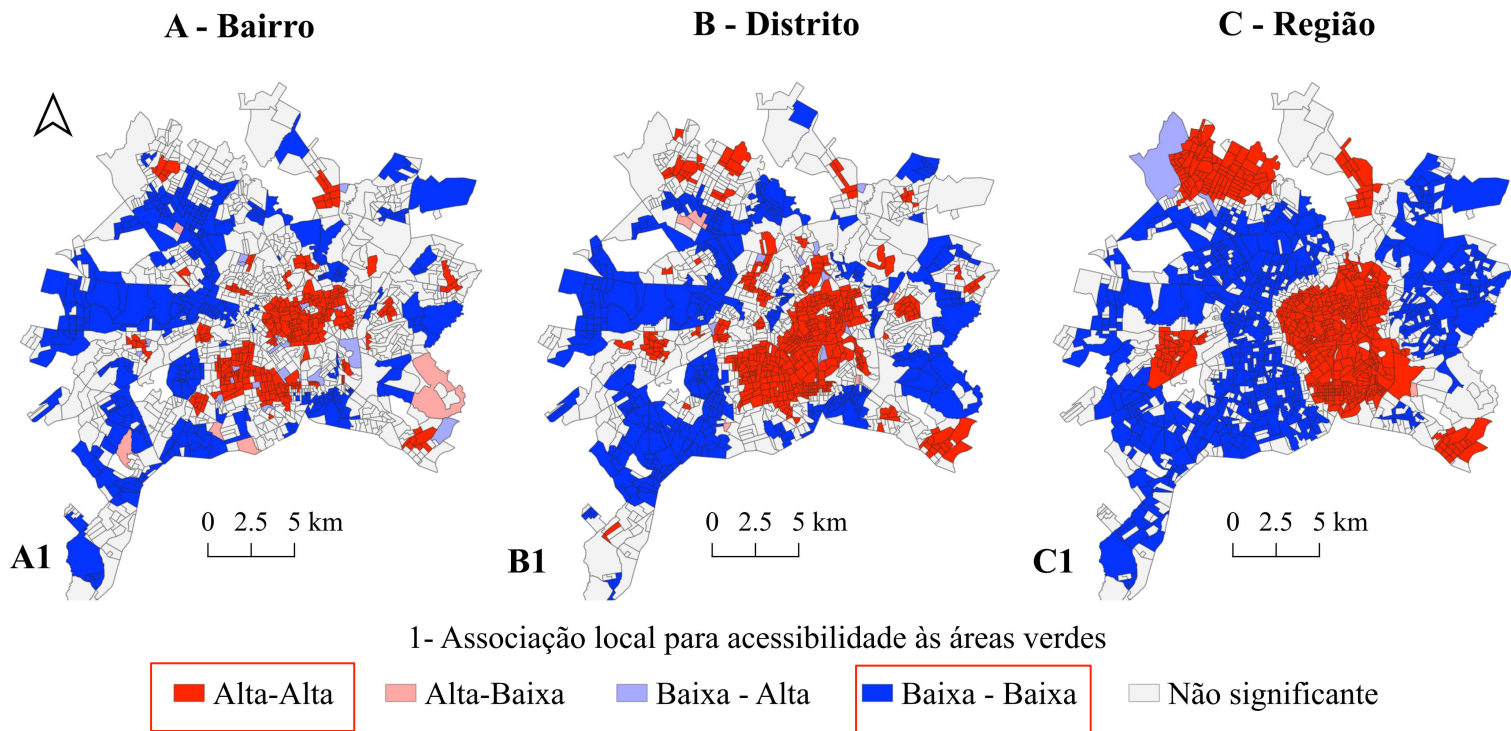 A - Bairro
B - Distrito
C - Região
0 2.5 5 km
A1
0 2.5 5 km
B1
0 2.5 5 km
C1
1- Associação local para acessibilidade às áreas verdes
Alta-Alta
Alta-Baixa
Baixa - Alta
Baixa - Baixa
Não significante